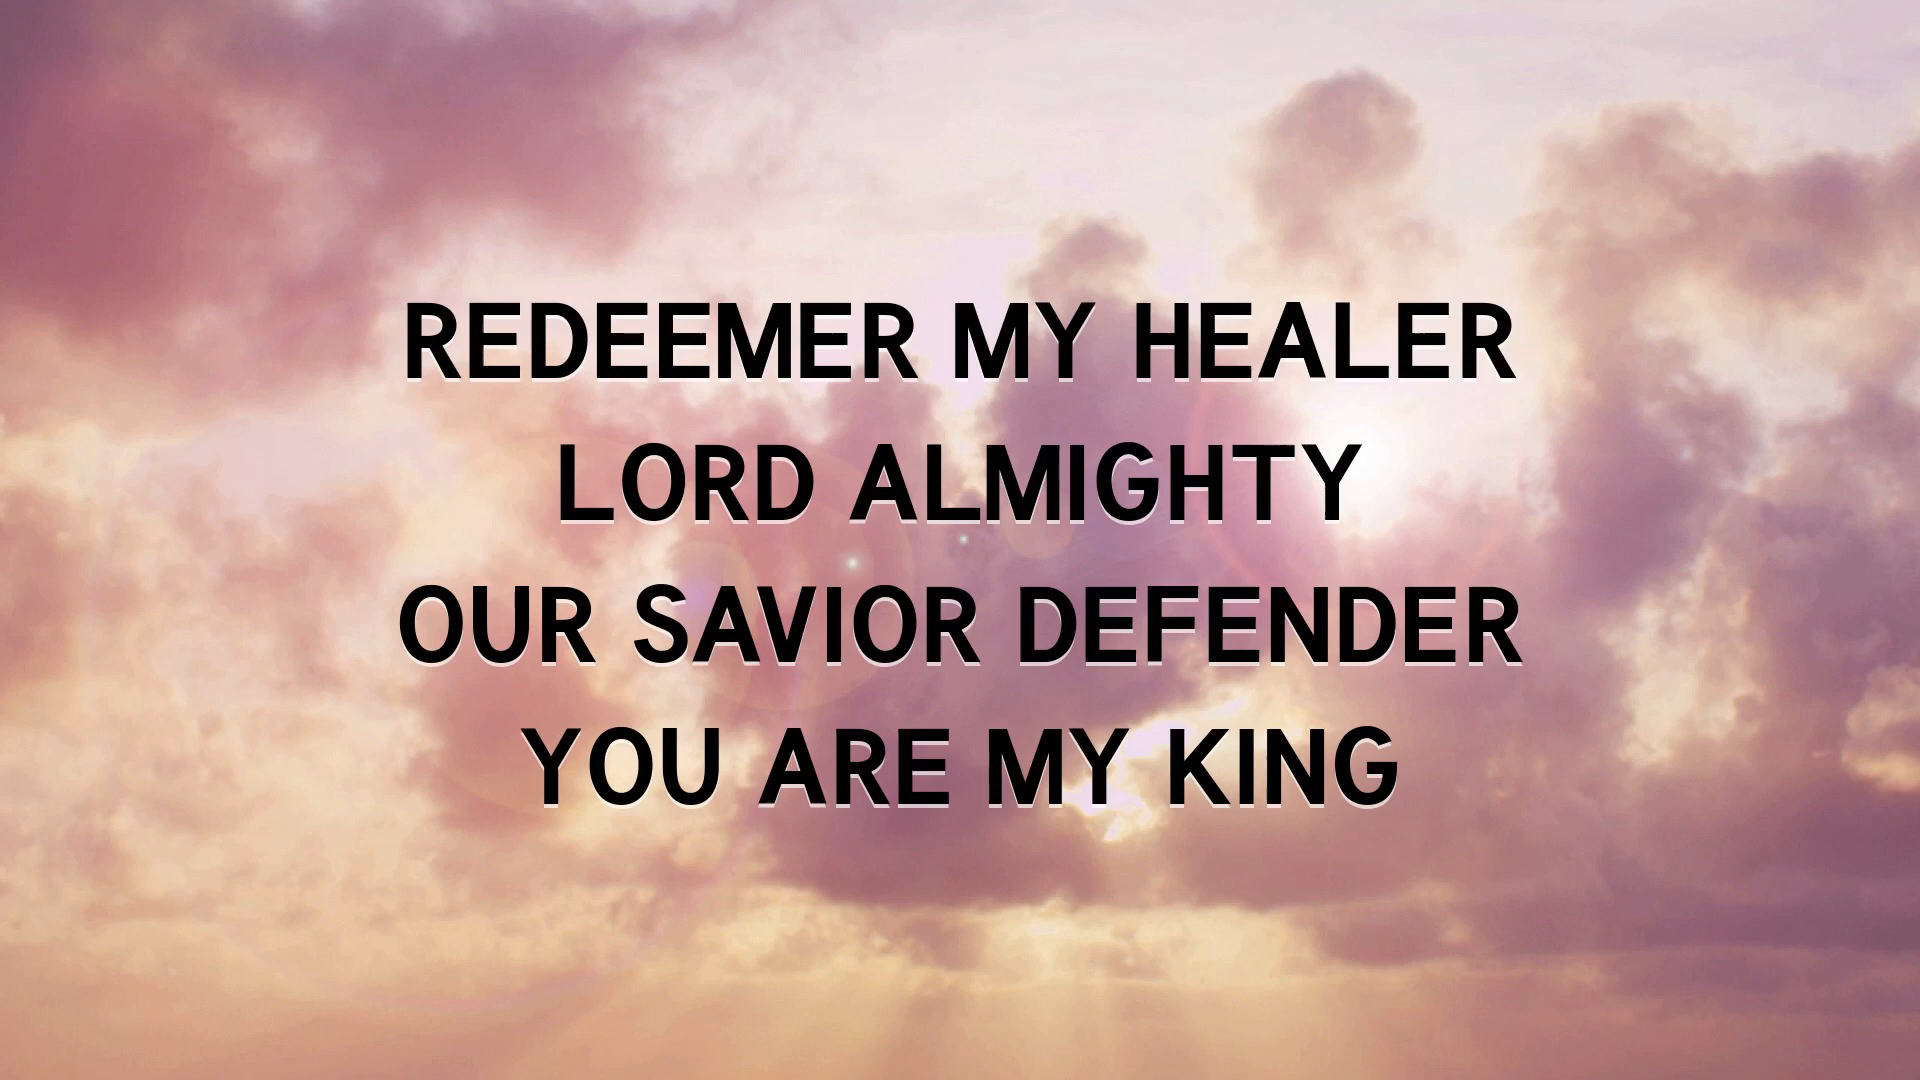 REDEEMER MY HEALER
LORD ALMIGHTY
OUR SAVIOR DEFENDER
YOU ARE MY KING